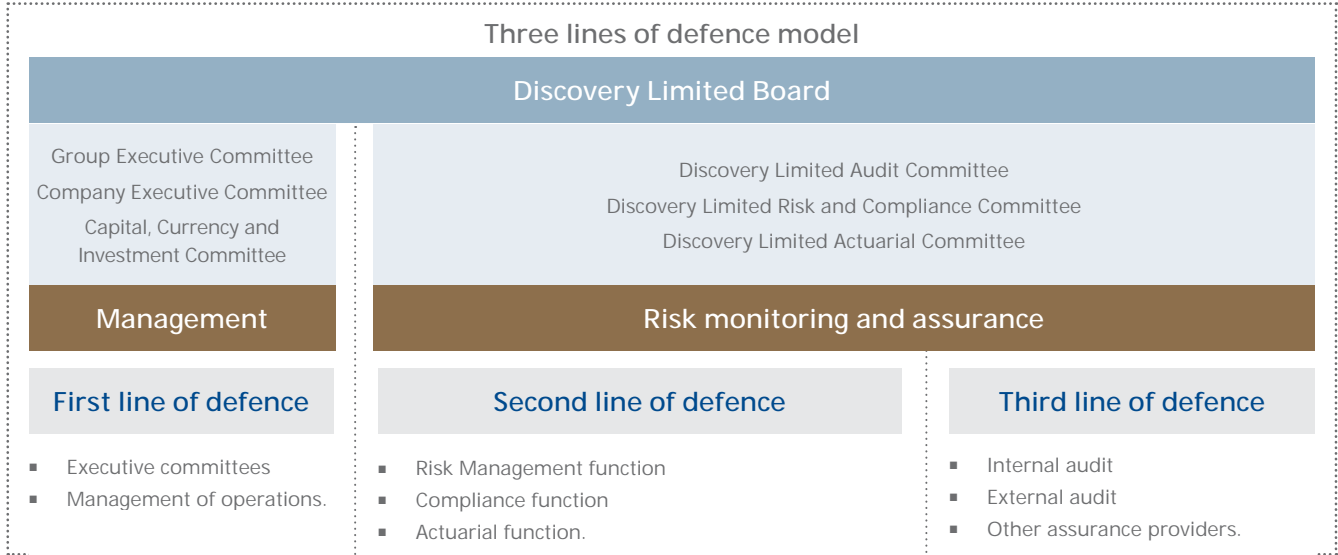 Three lines of defence model
Discovery Limited Board
Group Executive Committee
Company Executive Committee
Capital, Currency and
Investment Committee
Discovery Limited Audit Committee
Discovery Limited Risk and Compliance Committee
Discovery Limited Actuarial Committee
Management
Risk monitoring and assurance
First line of defence
▪ Executive committees
▪ Management of operations.
Second line of defence
▪ Risk Management function
▪ Compliance function
▪ Actuarial function.
Third line of defence
▪ Internal audit
▪ External audit
▪ Other assurance providers.